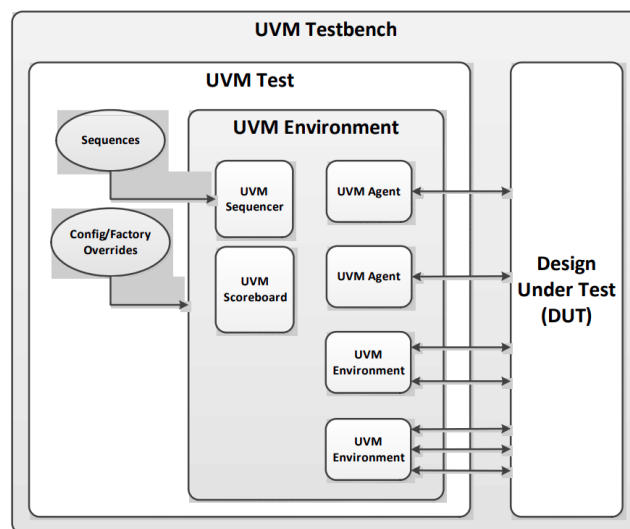 UVM Testbench
UVM Test
Sequences
Config/Factory
Overrides
UVM Environment
UVM
Sequencer
UVM Agent
UVM
Scoreboard
UVM Agent
UVM
Environment
UVM
Environment
Design
Under Test
(DUT)